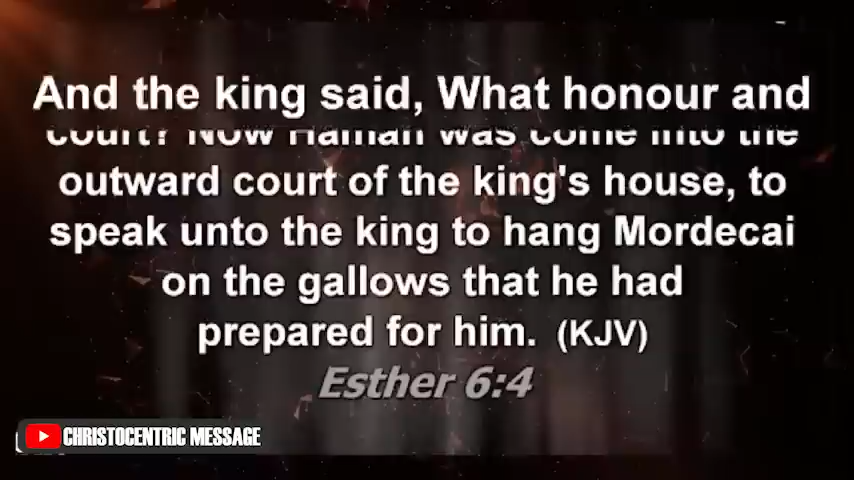 And the king said, What honour and
court? Now Haman was come into the
outward court of the king's house, to
speak unto the king to hang Mordecai
on the gallows that he had
prepared for him. (KJV)
Esther 6:4
CHRISTOCENTRIC MESSAGE